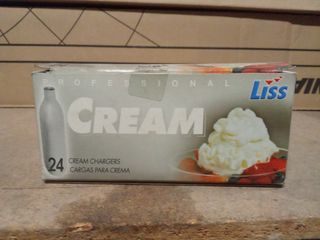 PROFESSIONAL
Liss
CREAM
24
CREAM CHARGERS
CARGAS PARA CREMA